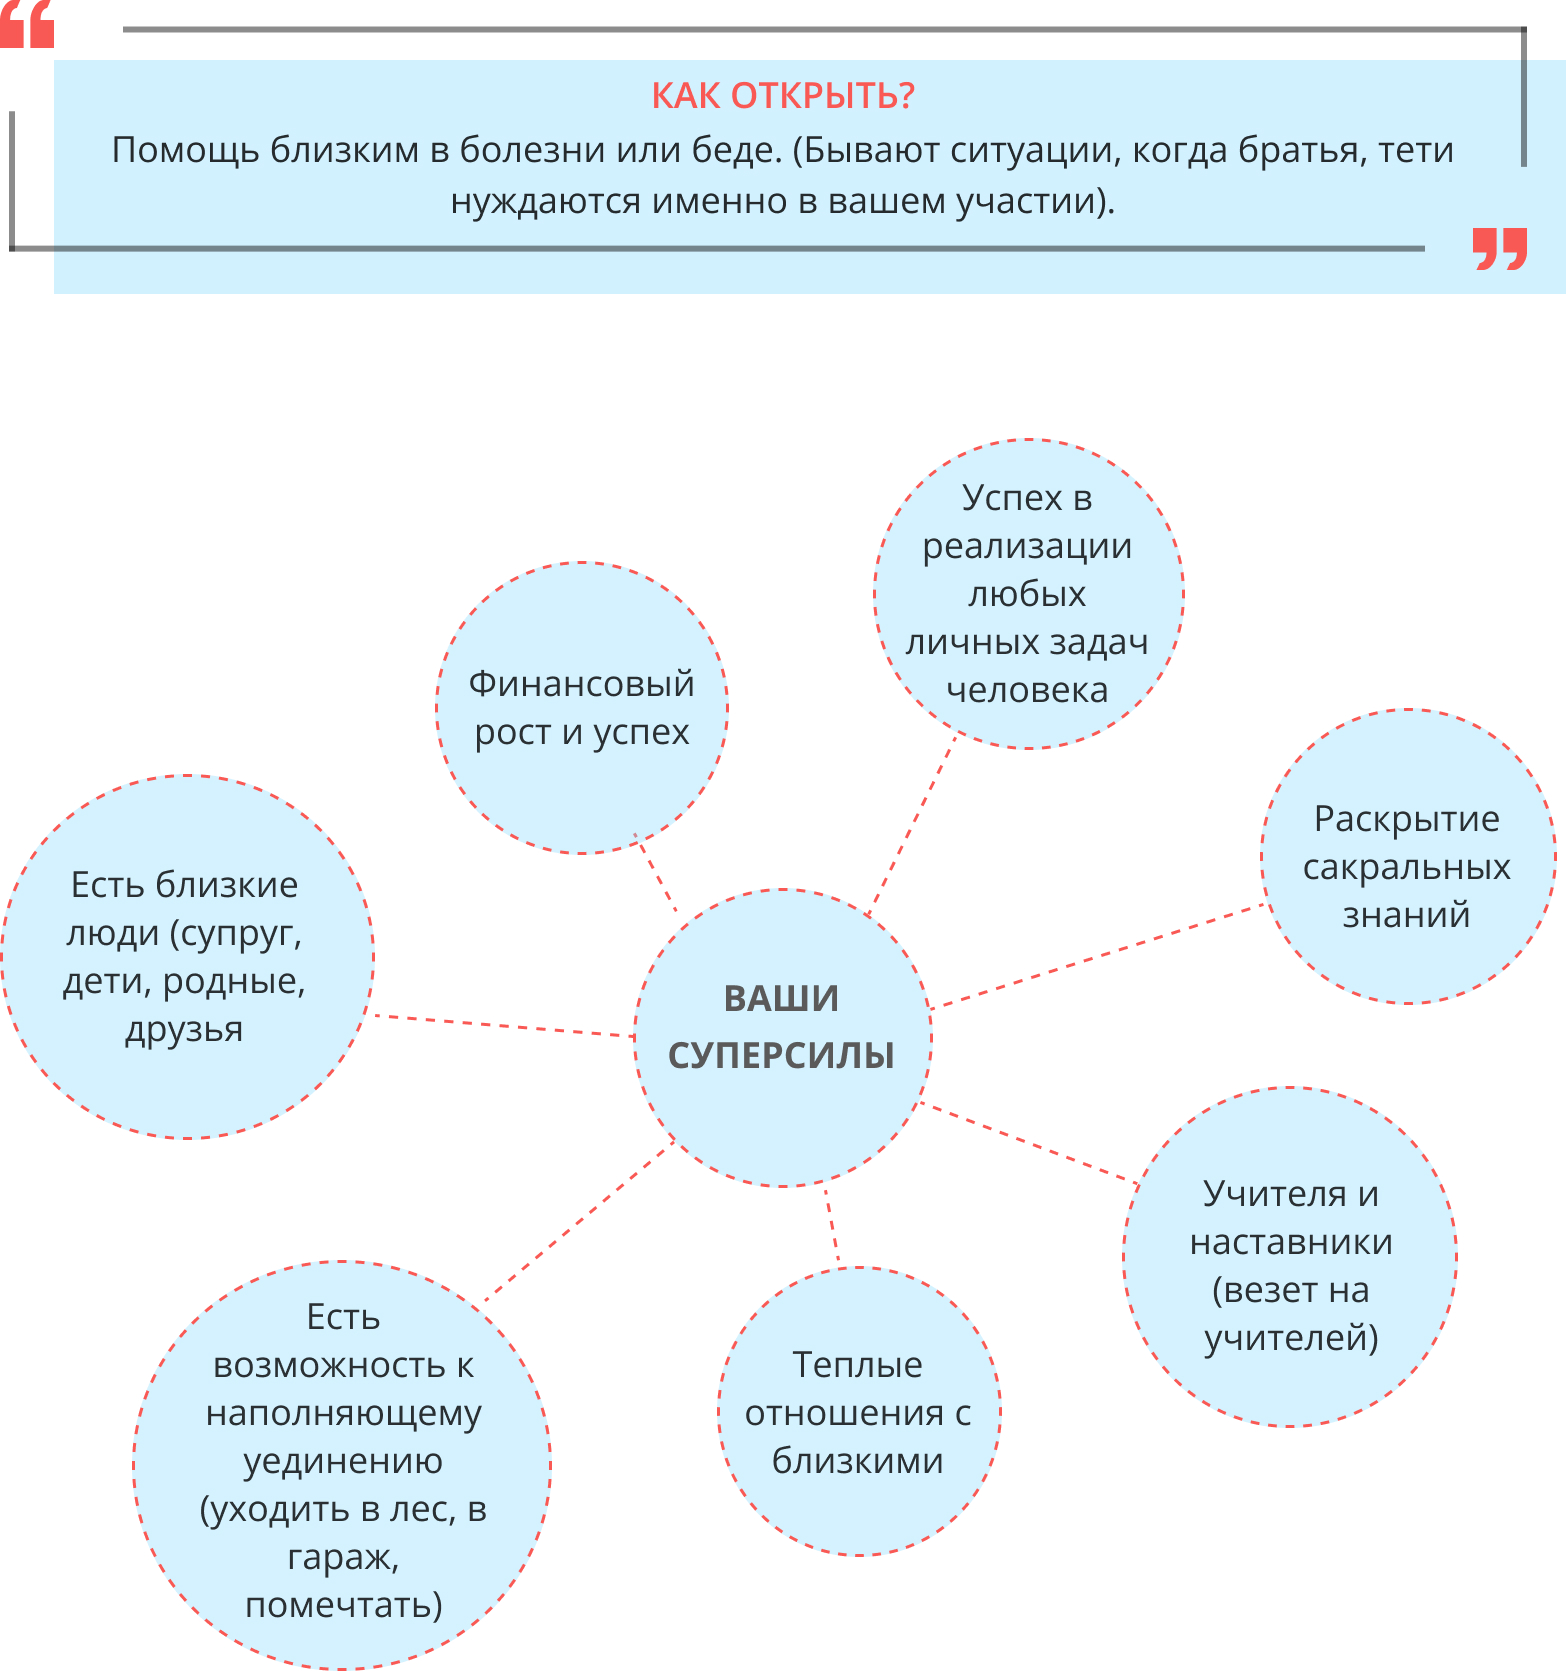 КАК ОТКРЫТЬ?
Помощь близким в болезни или беде. (Бывают ситуации, когда братья, тети
нуждаются именно в вашем участии).
Успех в
реализации
любых
личных задач
человека
Финансовый
рост и успех
Раскрытие
сакральных
знаний
Есть близкие
люди (супруг,
дети, родные,
друзья
ВАШИ
СУПЕРСИЛЫ
Учителя и
наставники
(везет на
учителей)
Есть
возможность к
наполняющему
уединению
(уходить в лес, в
гараж,
помечтать)
Теплые
отношения с
близкими